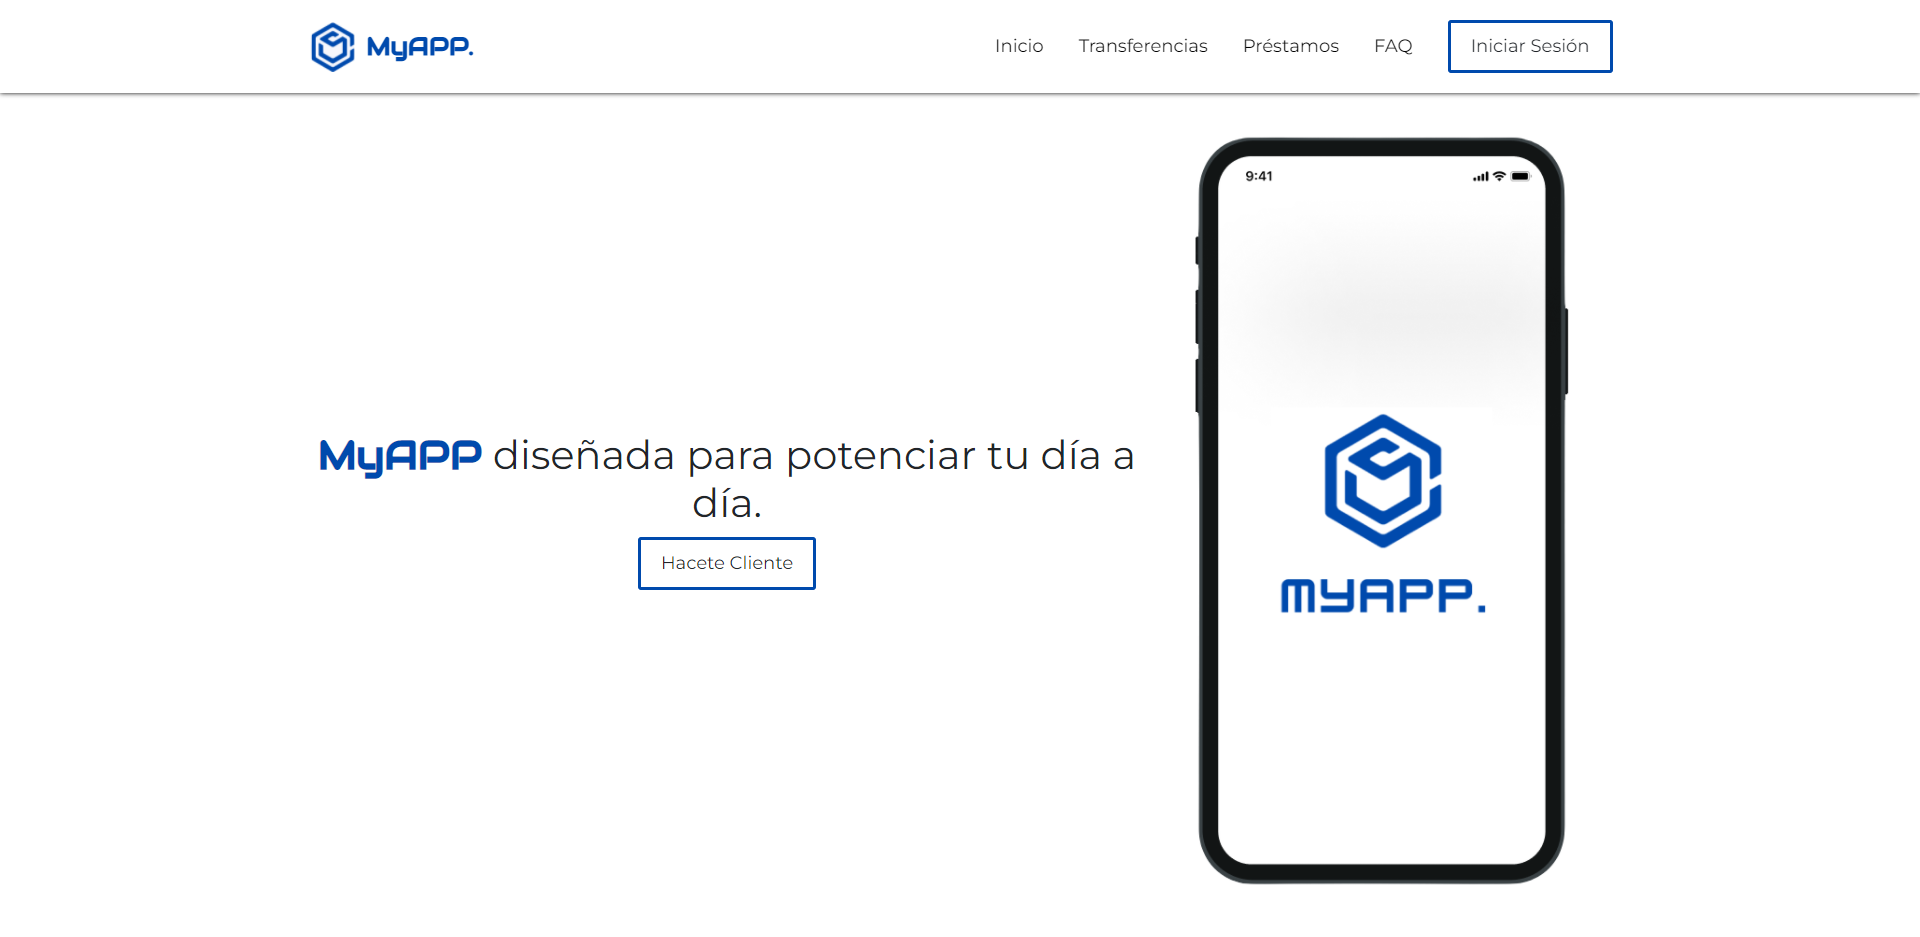 MyAPP.
Inicio
Transferencias
Préstamos
FAQ
Iniciar Sesión
9:41
MyAPP diseñada para potenciar tu día a
día.
Hacete Cliente
MYAPP.